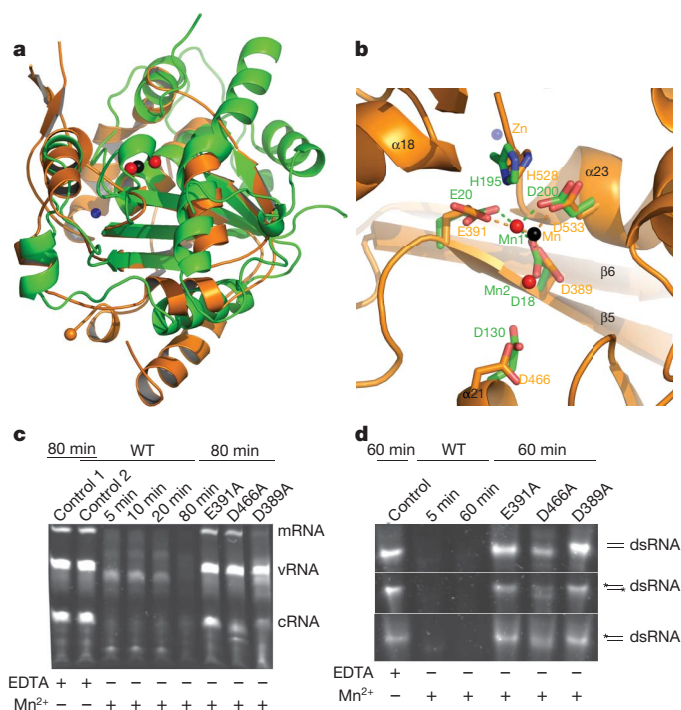 a
b
α18
Zn
α23
H195
H528
D200
E20
E391
D533
Mn1
Mn
β6
Mn2
D389
D18
β5
D130
D466
α21
c
80 min
WT
80 min
Control 1
Control 2
5 min
10 min
20 min
80 min
E391A
D466A
D389A
mRNA
vRNA
cRNA
EDTA + + – – – – – – –
Mn2+ – – + + + + + + +
d
60 min
WT
60 min
Control
5 min
60 min
E391A
D466A
D389A
dsRNA
* * dsRNA
* dsRNA
+ – – – – –
– + + + + +